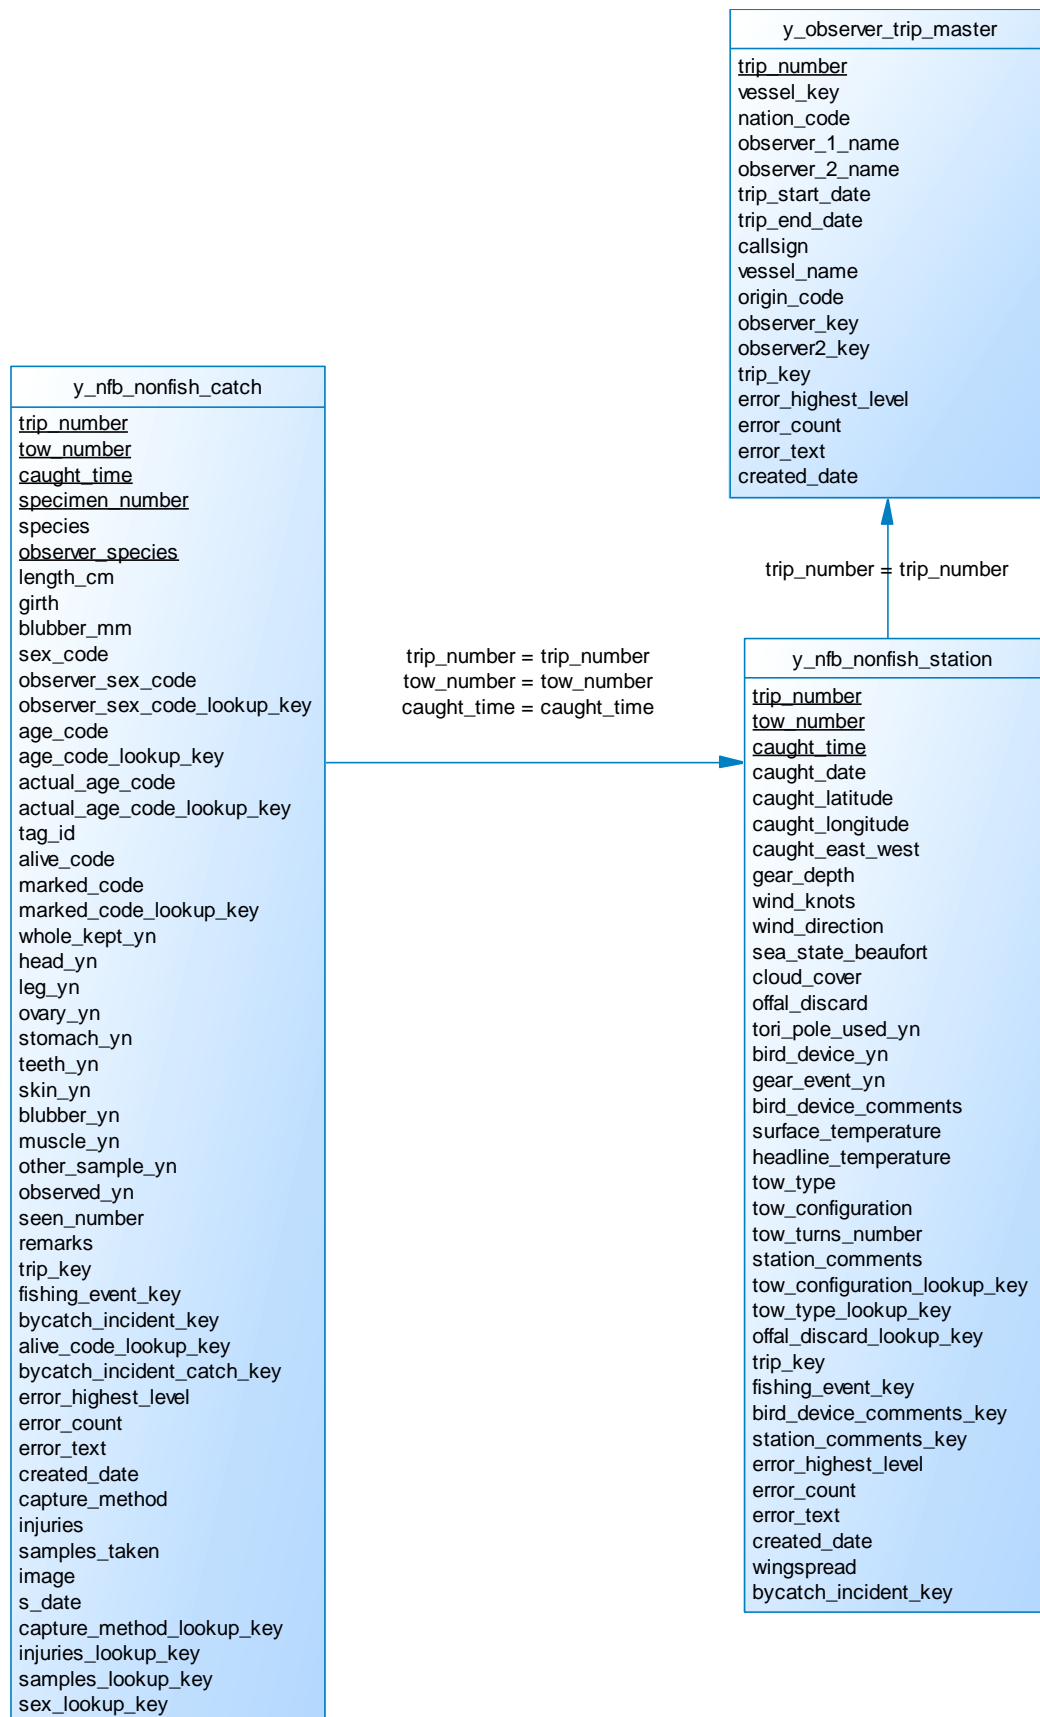 y_observer_trip_master
trip_number
vessel_key
nation_code
observer_1_name
observer_2_name
trip_start_date
trip_end_date
callsign
vessel_name
origin_code
observer_key
observer2_key
trip_key
error_highest_level
error_count
error_text
created_date
trip_number = trip_number
y_nfb_nonfish_catch
trip_number
tow_number
caught_time
specimen_number
species
observer_species
length_cm
girth
blubber_mm
sex_code
observer_sex_code
observer_sex_code_lookup_key
age_code
age_code_lookup_key
actual_age_code
actual_age_code_lookup_key
tag_id
alive_code
marked_code
marked_code_lookup_key
whole_kept_yn
head_yn
leg_yn
ovary_yn
stomach_yn
teeth_yn
skin_yn
blubber_yn
muscle_yn
other_sample_yn
observed_yn
seen_number
remarks
trip_key
fishing_event_key
bycatch_incident_key
alive_code_lookup_key
bycatch_incident_catch_key
error_highest_level
error_count
error_text
created_date
capture_method
injuries
samples_taken
image
s_date
capture_method_lookup_key
injuries_lookup_key
samples_lookup_key
sex_lookup_key
trip_number = trip_number
tow_number = tow_number
caught_time = caught_time
y_nfb_nonfish_station
trip_number
tow_number
caught_time
caught_date
caught_latitude
caught_longitude
caught_east_west
gear_depth
wind_knots
wind_direction
sea_state_beaufort
cloud_cover
offal_discard
tori_pole_used_yn
bird_device_yn
gear_event_yn
bird_device_comments
surface_temperature
headline_temperature
tow_type
tow_configuration
tow_turns_number
station_comments
tow_configuration_lookup_key
tow_type_lookup_key
offal_discard_lookup_key
trip_key
fishing_event_key
bird_device_comments_key
station_comments_key
error_highest_level
error_count
error_text
created_date
wingspread
bycatch_incident_key